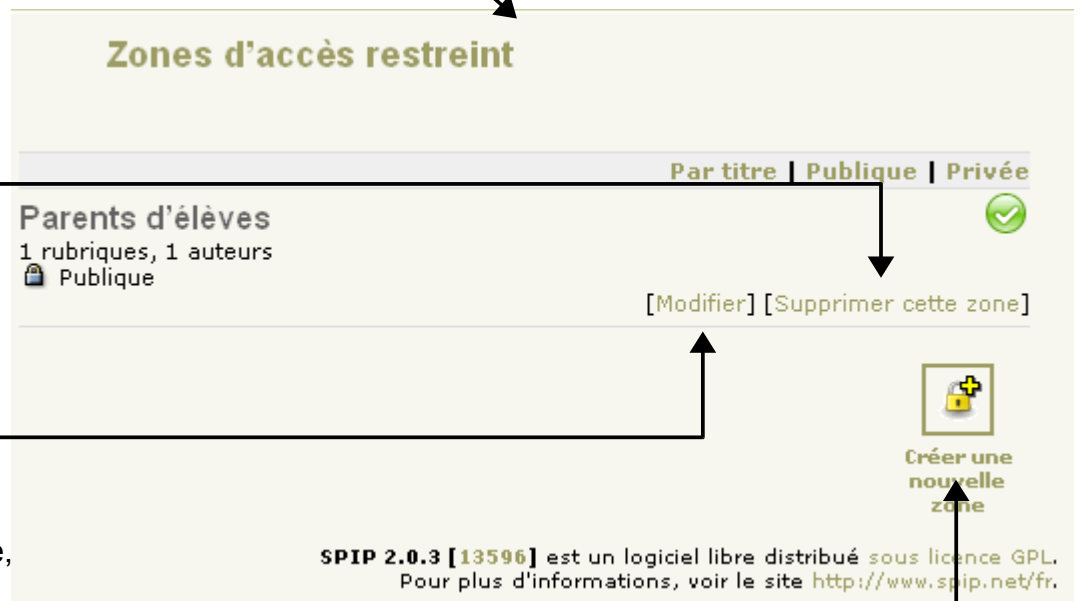 Zones d'accès restreint
Par titre | Publique | Privée
Parents d'élèves
1 rubriques, 1 auteurs
Publique
[Modifier] [Supprimer cette zone]
Créer une
nouvelle
zone
e,
SPIP 2.0.3 [13596] est un logiciel libre distribué sous licence GPL.
Pour plus d'informations, voir le site http://www.spip.net/fr.